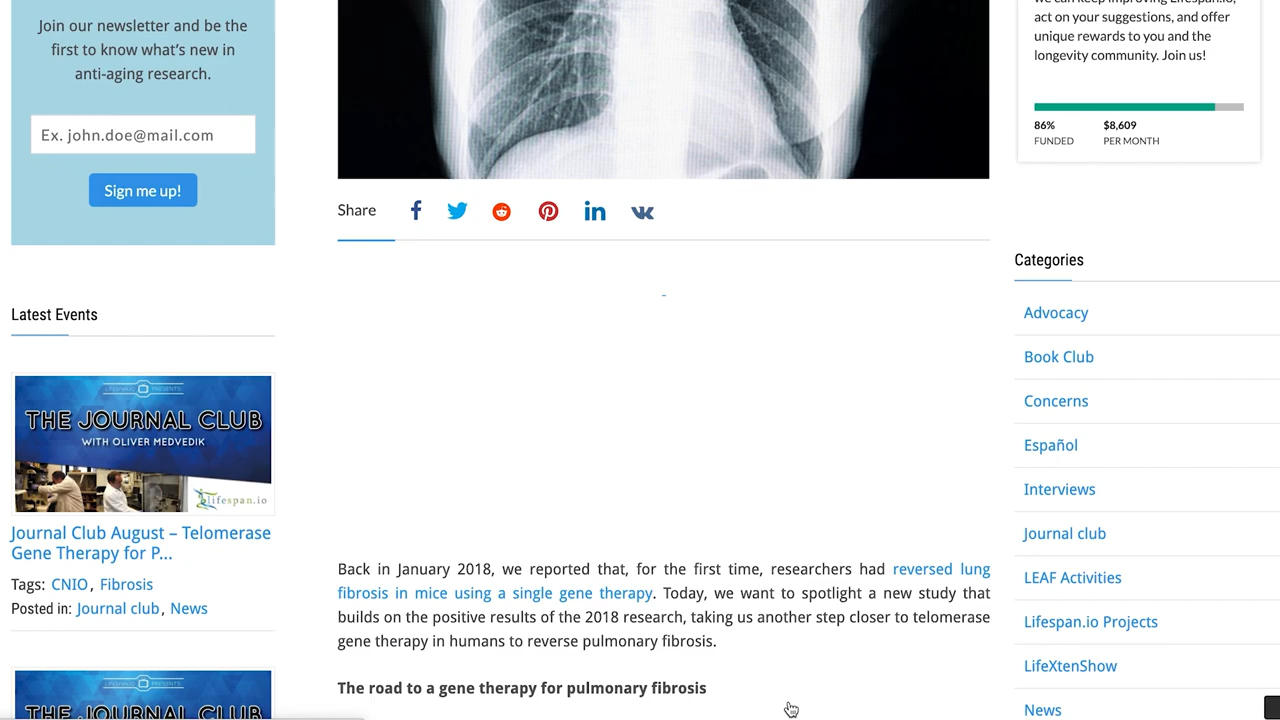 Join our newsletter and be the
first to know what's new in
anti-aging research.
Ex. john.doe@mail.com
Sign me up!
Latest Events
LIFESPAN.IO PRESENTS
THE JOURNAL CLUB
WITH OLIVER MEDVEDIK
lifespan.io
Journal Club August – Telomerase
Gene Therapy for P...
Tags: CNIO, Fibrosis
Posted in: Journal club, News
THE JOURNAL CLUB
Share
Back in January 2018, we reported that, for the first time, researchers had reversed lung
fibrosis in mice using a single gene therapy. Today, we want to spotlight a new study that
builds on the positive results of the 2018 research, taking us another step closer to telomerase
gene therapy in humans to reverse pulmonary fibrosis.
The road to a gene therapy for pulmonary fibrosis
we can keep improving Lifespan.io,
act on your suggestions, and offer
unique rewards to you and the
longevity community. Join us!
86%
FUNDED
$8,609
PER MONTH
Categories
Advocacy
Book Club
Concerns
Español
Interviews
Journal club
LEAF Activities
Lifespan.io Projects
LifeXtenShow
News